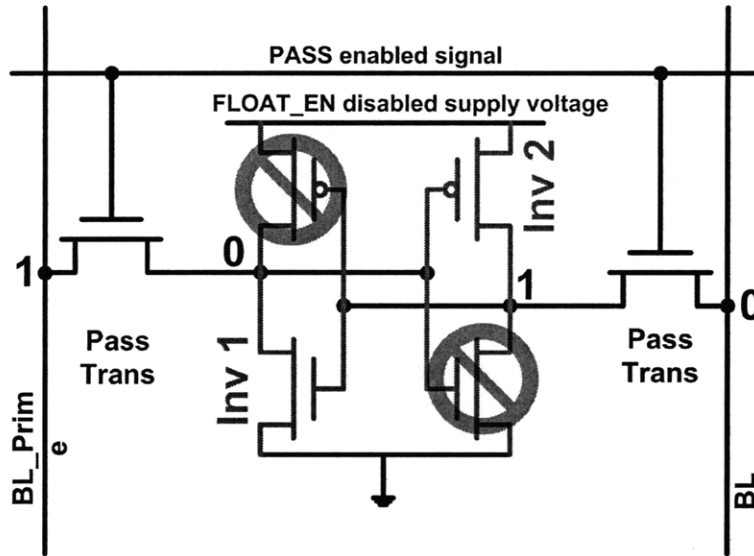 PASS enabled signal
FLOAT_EN disabled supply voltage
Inv 2
0
1
1
0
Pass
Trans
Inv 1
Pass
Trans
BL_Prim
e
BL